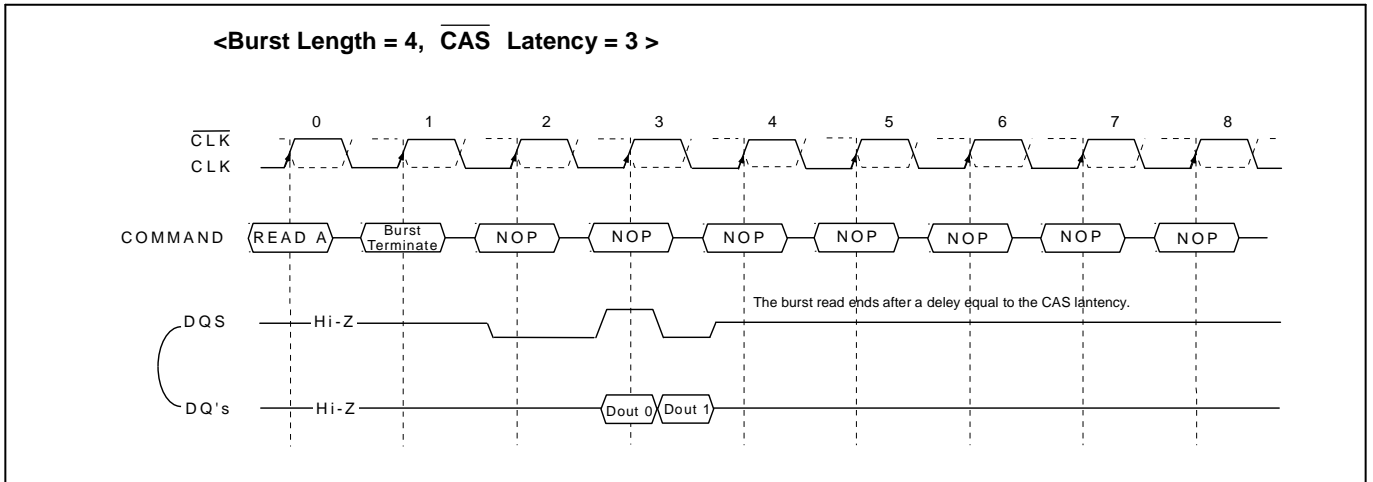 <Burst Length = 4, CAS Latency = 3 >
0 1 2 3 4 5 6 7 8
CLK
CLK
COMMAND READ A Burst Terminate NOP NOP NOP NOP NOP NOP NOP
The burst read ends after a deley equal to the CAS lantency.
DQS Hi-Z
DQ's Hi-Z Dout 0 Dout 1